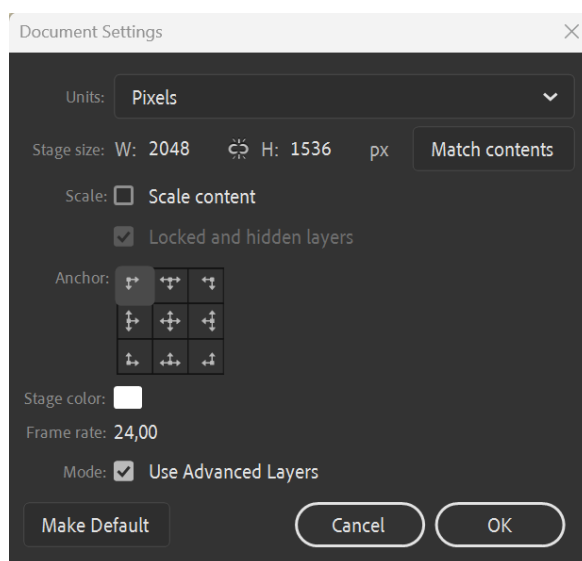 Document Settings
Units: Pixels
Stage size: W: 2048 H: 1536 px Match contents
Scale: Scale content
Locked and hidden layers
Anchor:
Stage color:
Frame rate: 24,00
Mode: Use Advanced Layers
Make Default Cancel OK